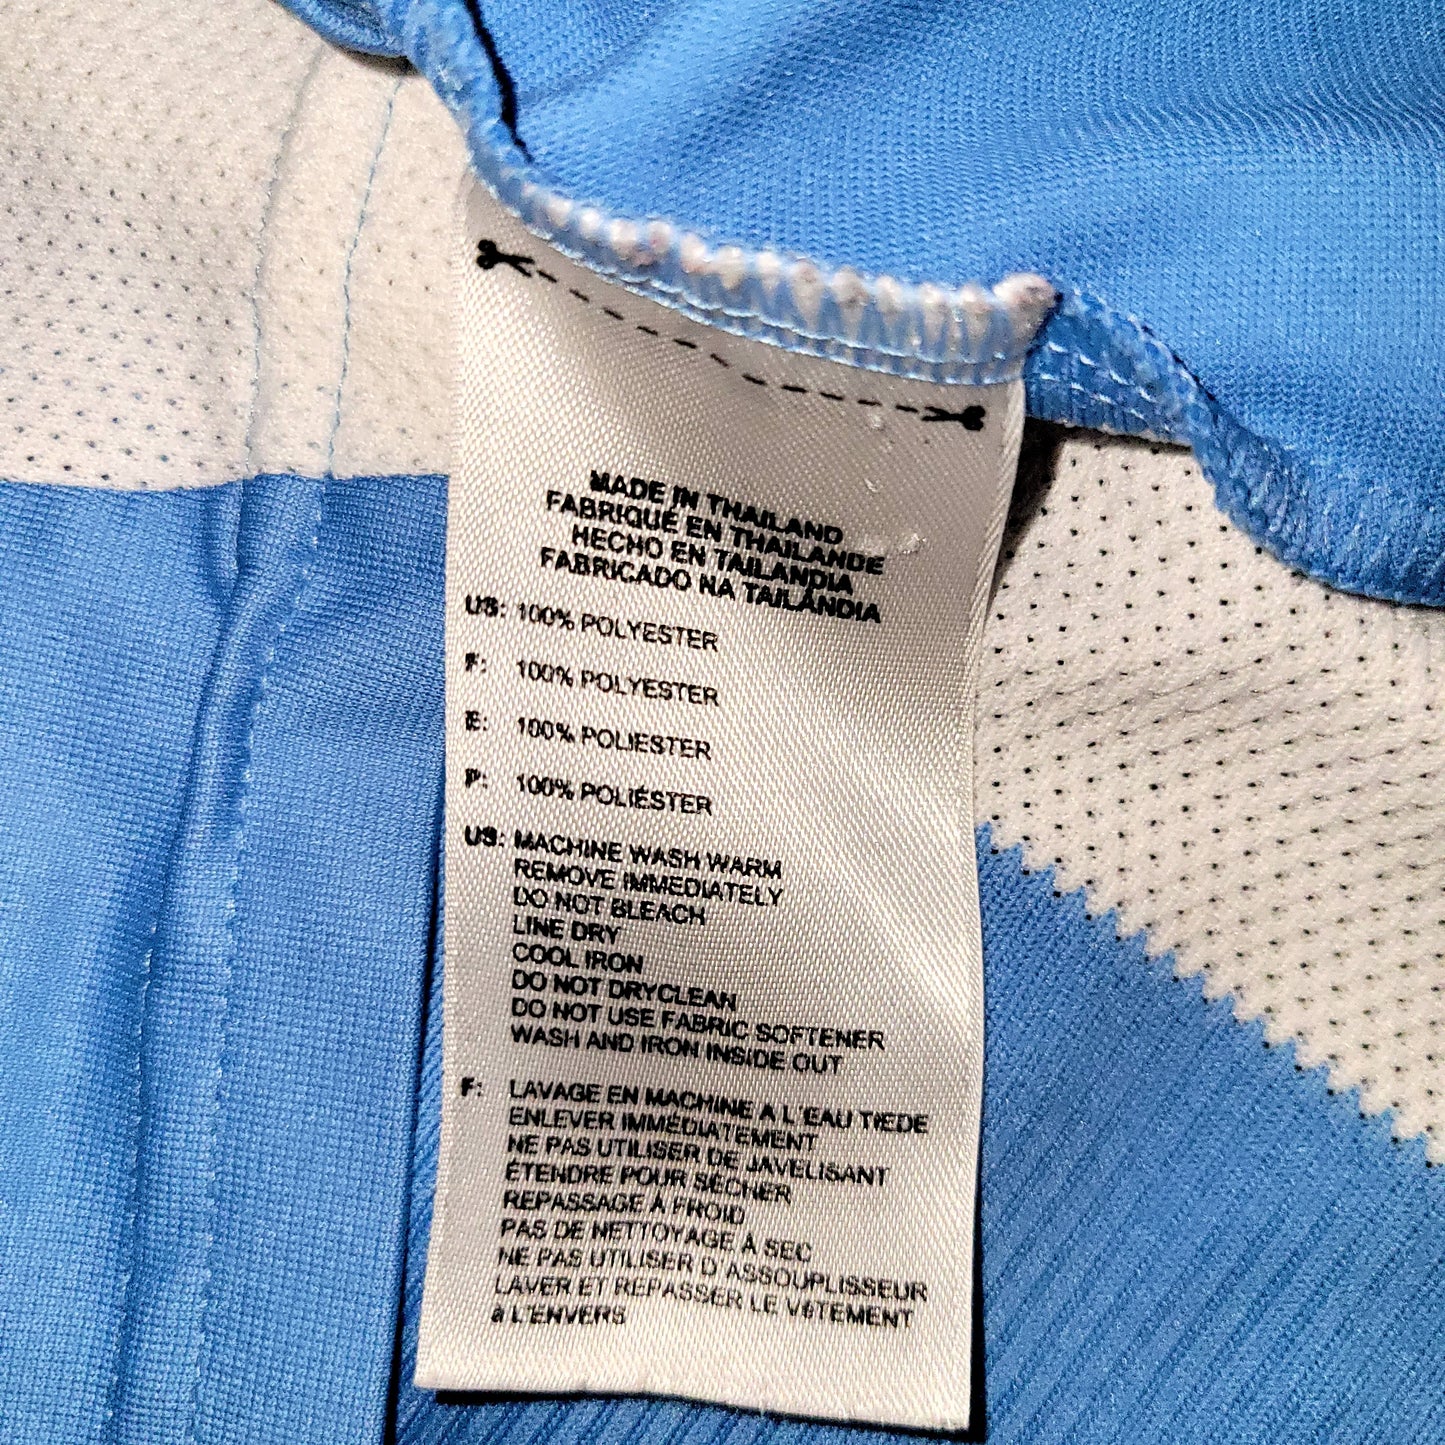 MADE IN THAILAND
FABRIQUÉ EN THAILANDE
HECHO EN TAILANDIA
FABRICADO NA TAILÂNDIA
US: 100% POLYESTER
F: 100% POLYESTER
E: 100% POLIESTER
P: 100% POLIÉSTER
US: MACHINE WASH WARM
REMOVE IMMEDIATELY
DO NOT BLEACH
LINE DRY
COOL IRON
DO NOT DRYCLEAN
DO NOT USE FABRIC SOFTENER
WASH AND IRON INSIDE OUT
F: LAVAGE EN MACHINE A L'EAU TIEDE
ENLEVER IMMÉDIATEMENT
NE PAS UTILISER DE JAVELISANT
ÉTENDRE POUR SÉCHER
REPASSAGE À FROID
PAS DE NETTOYAGE À SEC
NE PAS UTILISER D'ASSOUPLISSEUR
LAVER ET REPASSER LE VêTEMENT
à L'ENVERS